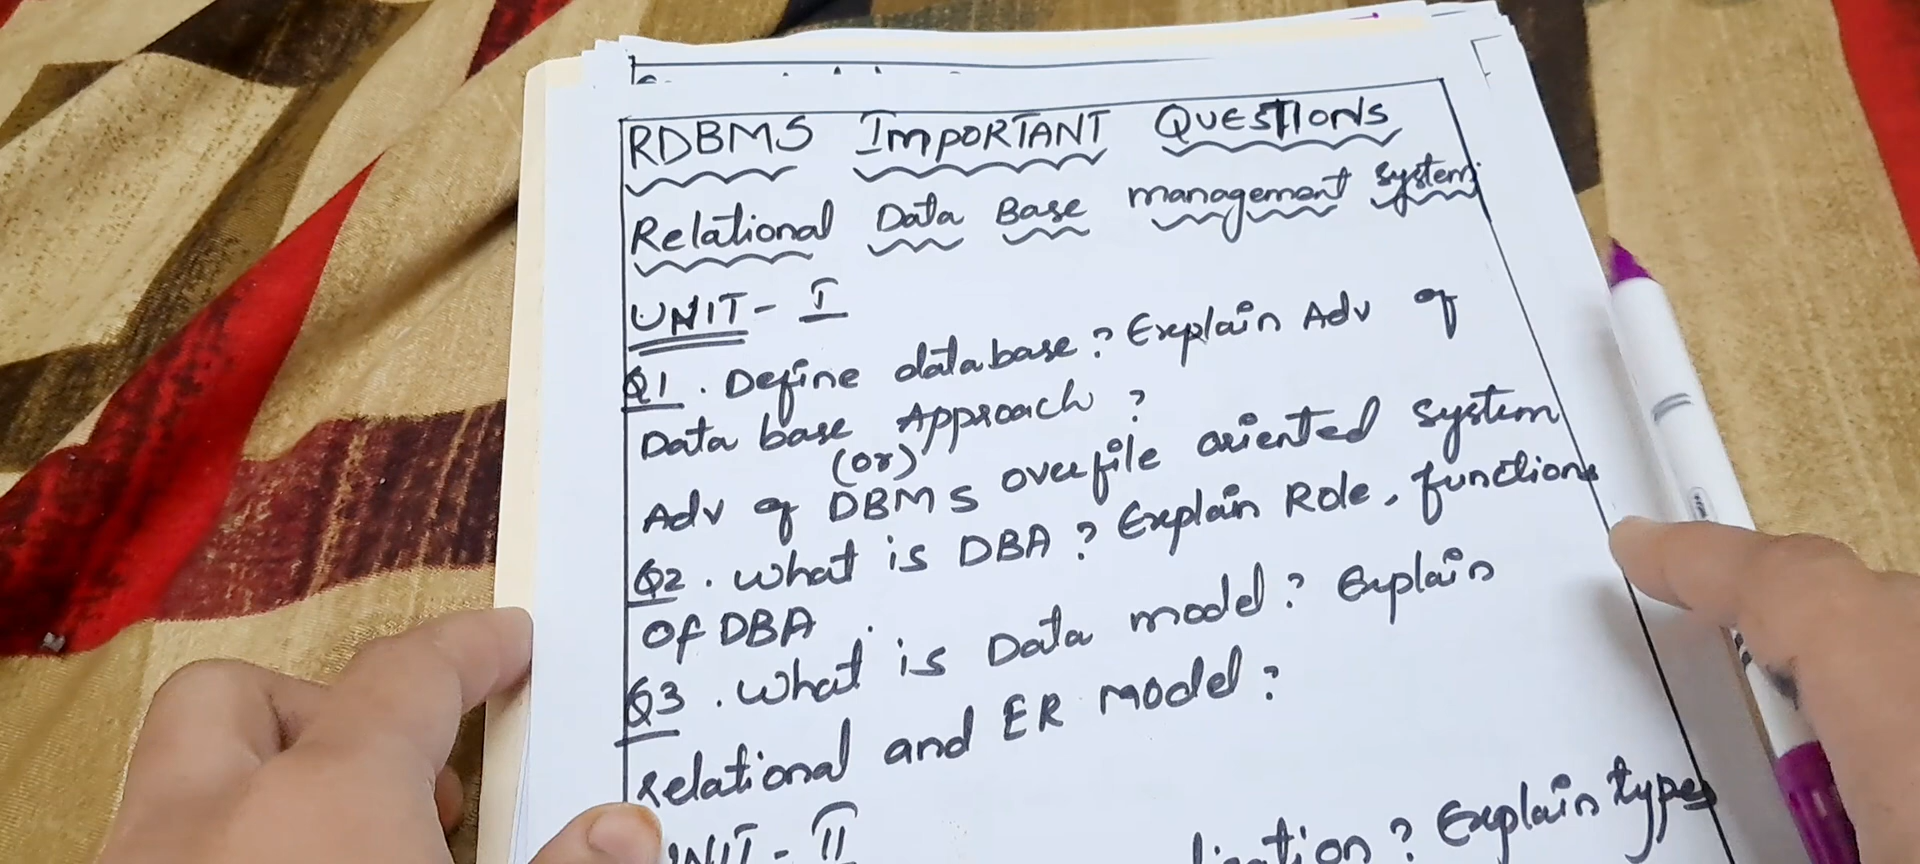 RDBMS IMPORTANT QUESTIONS
Relational Data Base management system
UNIT - I
Q1. Define database? Explain Adv of
Data base Approach?
(or)
Adv of DBMS over file oriented system
Q2. What is DBA? Explain Role, functions
Of DBA.
Q3. What is Data model? Explain
relational and ER model?
UNIT - II
? Explain types